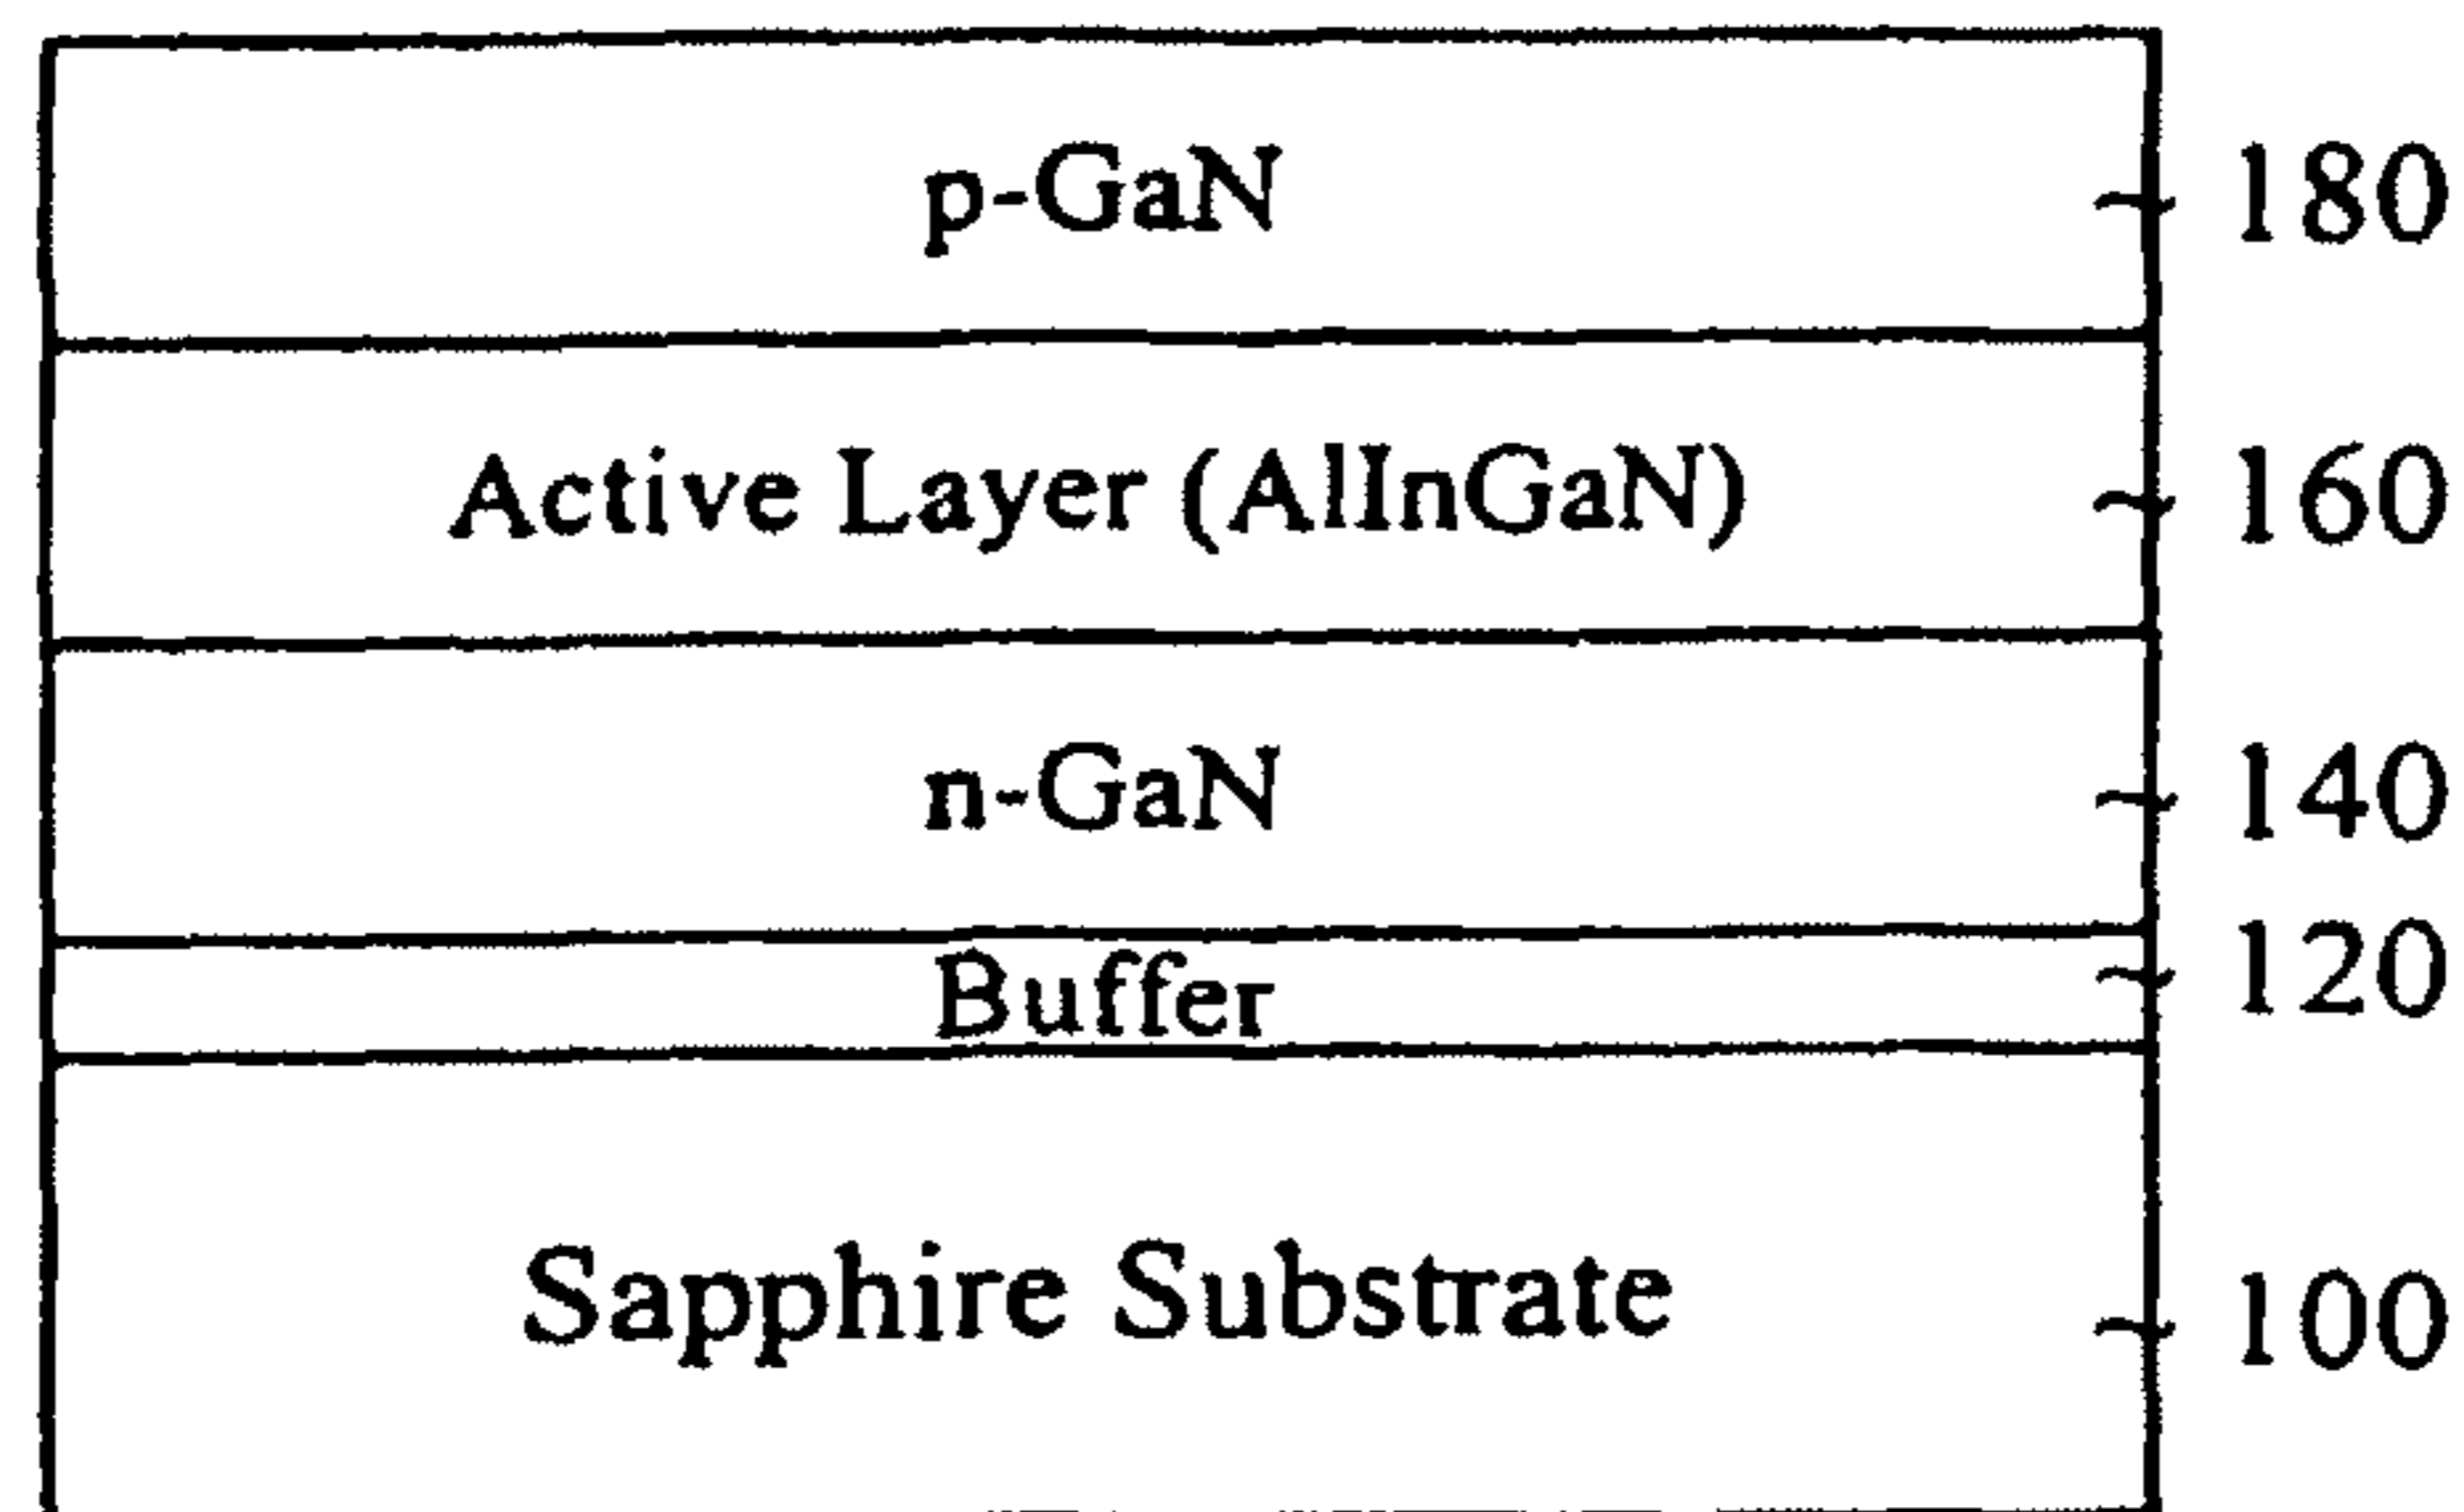 p-GaN 180
Active Layer (AlInGaN) 160
n-GaN 140
Buffer 120
Sapphire Substrate 100